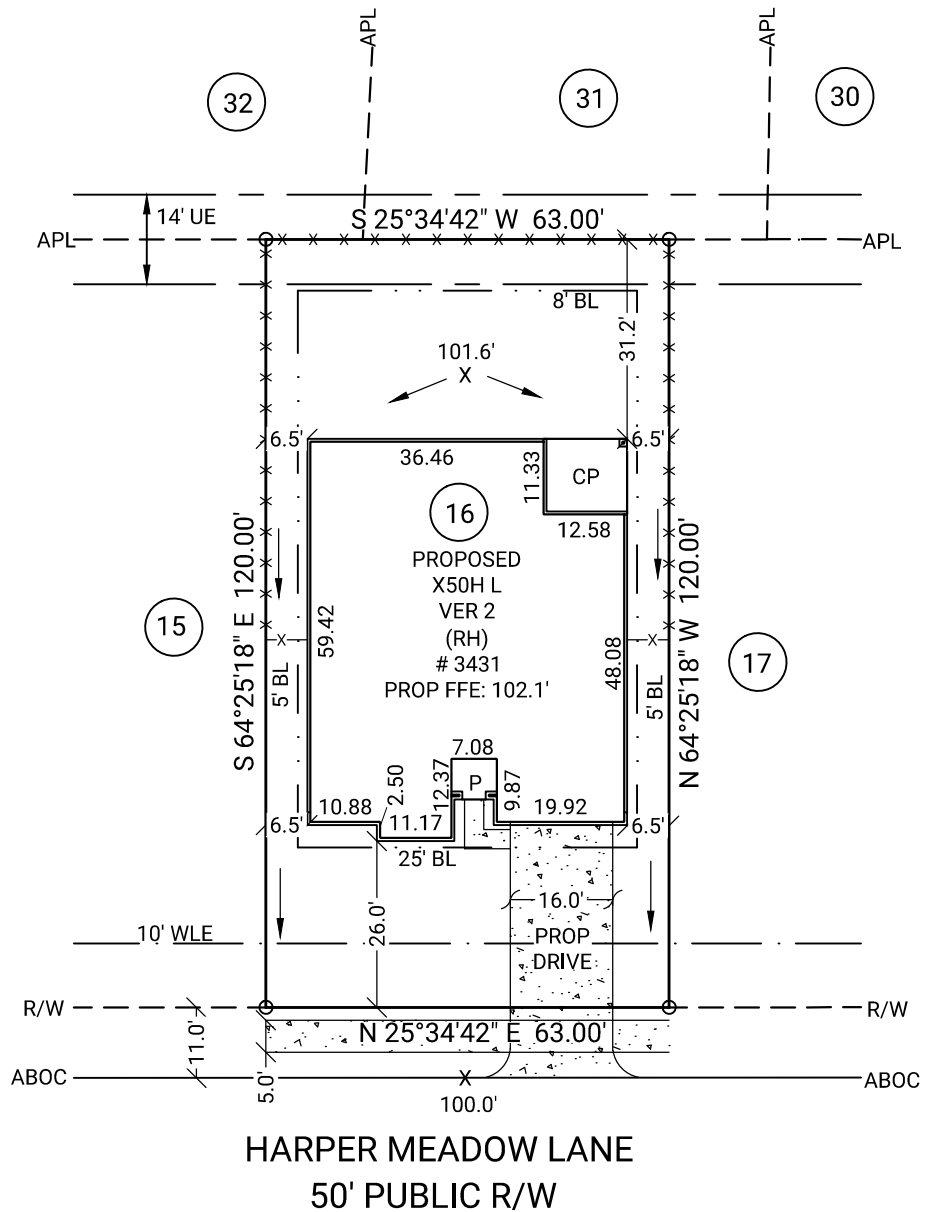 APL
APL
32
31
30
14' UE
S 25°34'42" W 63.00'
APL
APL
8' BL
31.2'
101.6'
X
6.5'
6.5'
36.46
11.33
CP
12.58
16
PROPOSED
X50H L
VER 2
(RH)
# 3431
PROP FFE: 102.1'
S 64°25'18" E 120.00'
N 64°25'18" W 120.00'
15
17
59.42
48.08
X
X
5' BL
5' BL
7.08
12.37
P
9.87
2.50
10.88
11.17
19.92
6.5'
6.5'
25' BL
26.0'
16.0'
PROP
DRIVE
10' WLE
R/W
R/W
N 25°34'42" E 63.00'
11.0'
5.0'
ABOC
ABOC
X
100.0'
HARPER MEADOW LANE
50' PUBLIC R/W